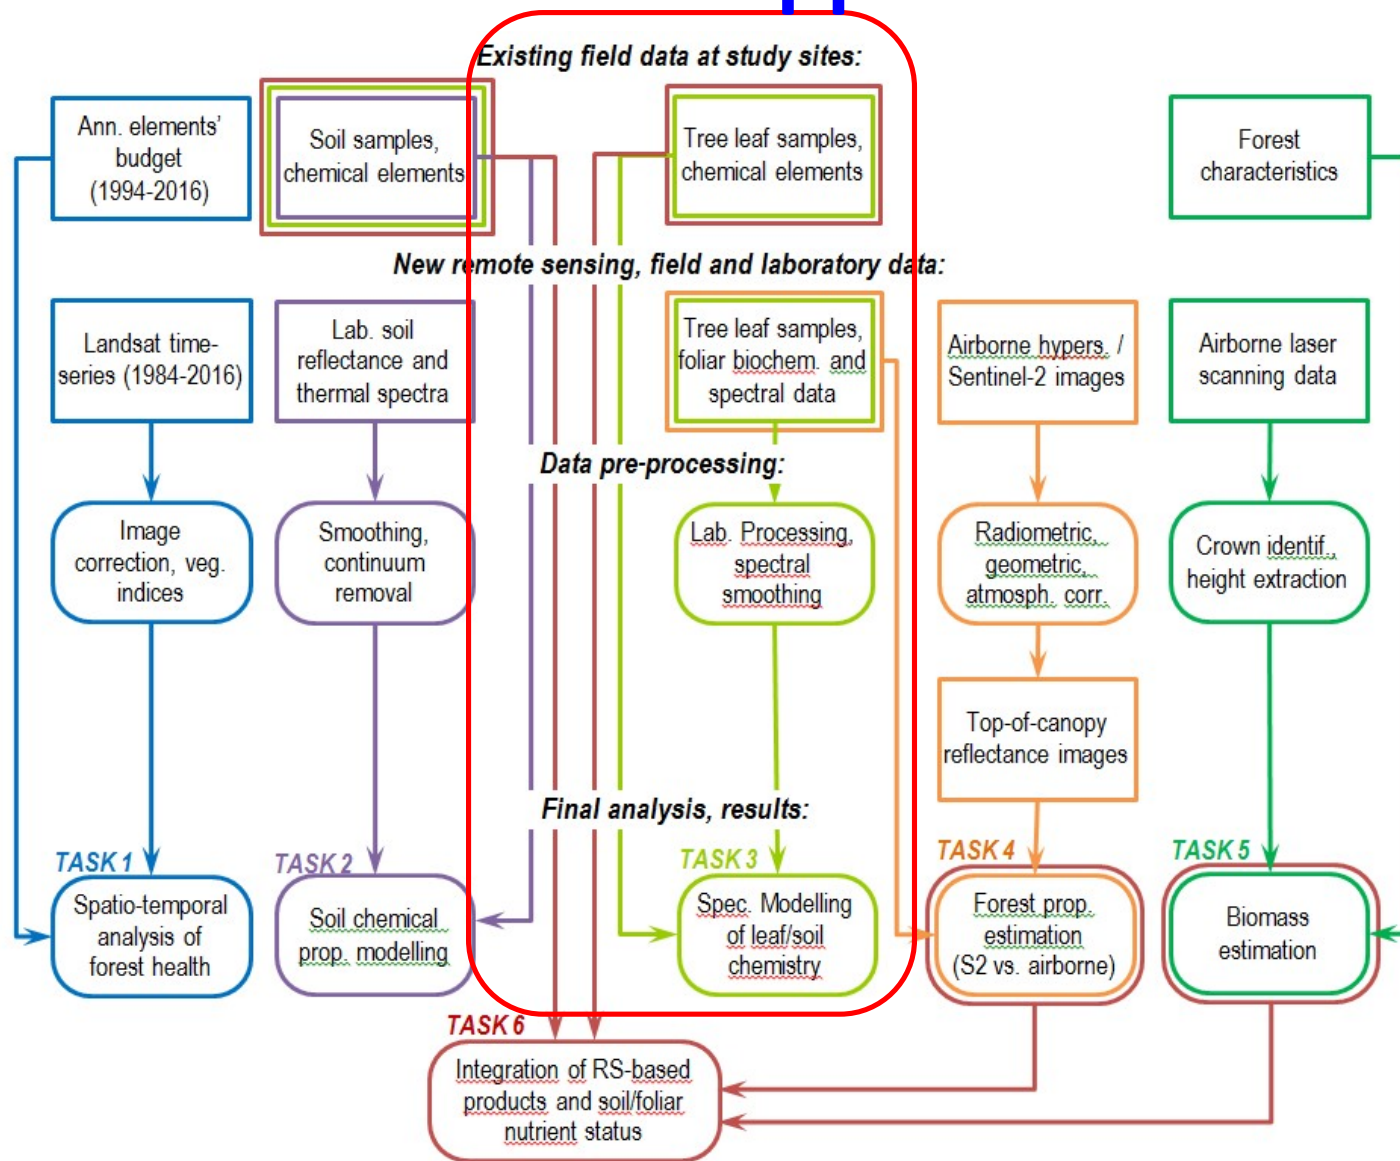 Existing field data at study sites:
Ann. elements'
budget
(1994-2016)
Soil samples,
chemical elements
Tree leaf samples,
chemical elements
Forest
characteristics
New remote sensing, field and laboratory data:
Landsat time-
series (1984-2016)
Lab. soil
reflectance and
thermal spectra
Tree leaf samples,
foliar biochem. and
spectral data
Airborne hypers. /
Sentinel-2 images
Airborne laser
scanning data
Data pre-processing:
Image
correction, veg.
indices
Smoothing,
continuum
removal
Lab. Processing,
spectral
smoothing
Radiometric,
geometric,
atmosph. corr.
Crown identif.,
height extraction
Top-of-canopy
reflectance images
Final analysis, results:
TASK 1
Spatio-temporal
analysis of
forest health
TASK 2
Soil chemical
prop. modelling
TASK 3
Spec. Modelling
of leaf/soil
chemistry
TASK 4
Forest prop.
estimation
(S2 vs. airborne)
TASK 5
Biomass
estimation
TASK 6
Integration of RS-based
products and soil/foliar
nutrient status